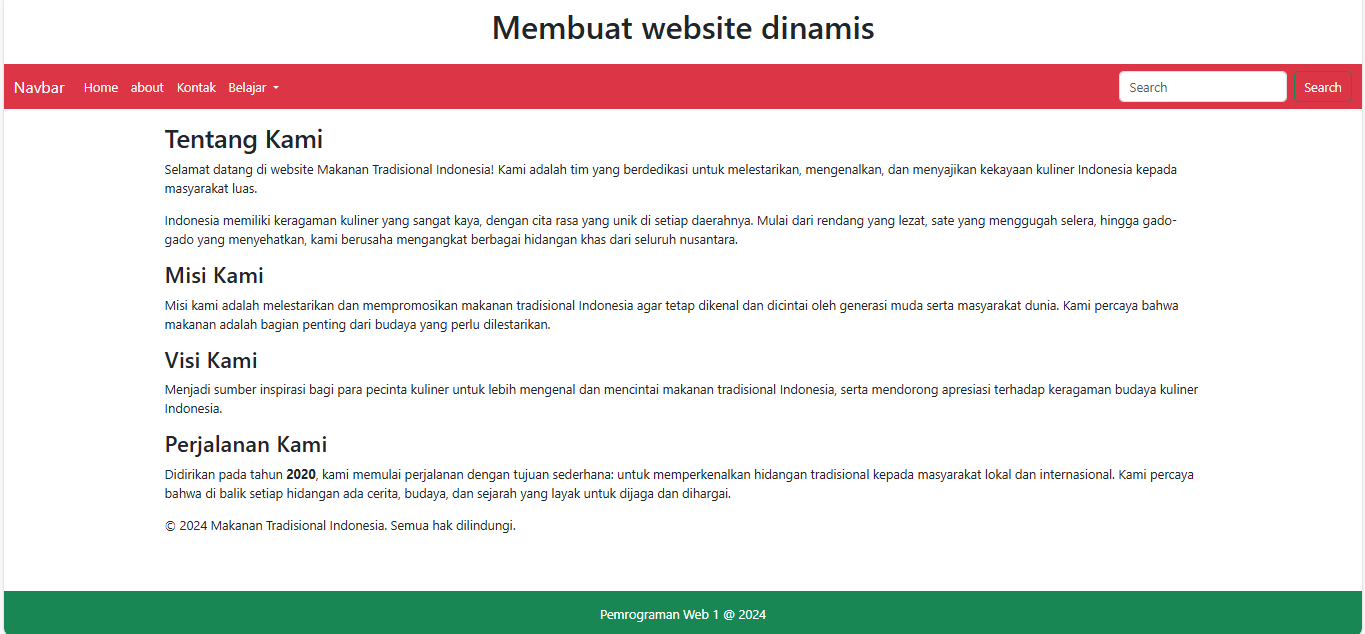 Membuat website dinamis
Navbar Home about Kontak Belajar Search Search
Tentang Kami
Selamat datang di website Makanan Tradisional Indonesia! Kami adalah tim yang berdedikasi untuk melestarikan, mengenalkan, dan menyajikan kekayaan kuliner Indonesia kepada
masyarakat luas.
Indonesia memiliki keragaman kuliner yang sangat kaya, dengan cita rasa yang unik di setiap daerahnya. Mulai dari rendang yang lezat, sate yang menggugah selera, hingga gado-
gado yang menyehatkan, kami berusaha mengangkat berbagai hidangan khas dari seluruh nusantara.
Misi Kami
Misi kami adalah melestarikan dan mempromosikan makanan tradisional Indonesia agar tetap dikenal dan dicintai oleh generasi muda serta masyarakat dunia. Kami percaya bahwa
makanan adalah bagian penting dari budaya yang perlu dilestarikan.
Visi Kami
Menjadi sumber inspirasi bagi para pecinta kuliner untuk lebih mengenal dan mencintai makanan tradisional Indonesia, serta mendorong apresiasi terhadap keragaman budaya kuliner
Indonesia.
Perjalanan Kami
Didirikan pada tahun 2020, kami memulai perjalanan dengan tujuan sederhana: untuk memperkenalkan hidangan tradisional kepada masyarakat lokal dan internasional. Kami percaya
bahwa di balik setiap hidangan ada cerita, budaya, dan sejarah yang layak untuk dijaga dan dihargai.
© 2024 Makanan Tradisional Indonesia. Semua hak dilindungi.
Pemrograman Web 1 @ 2024